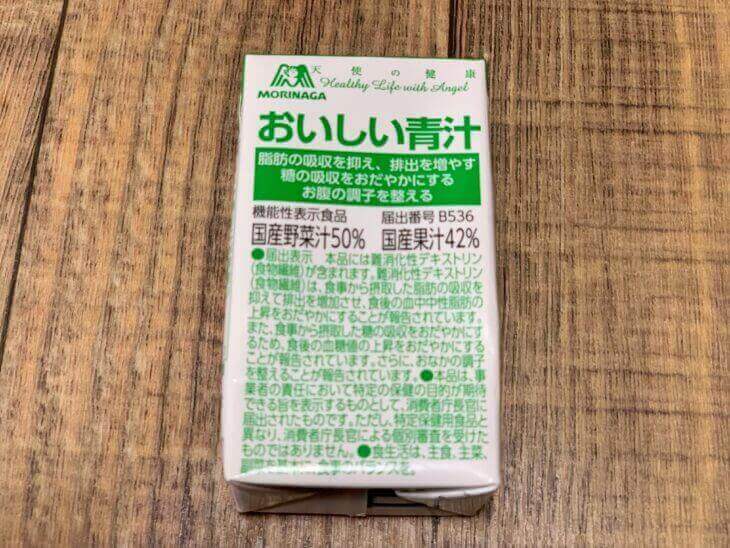 天使の健康
Healthy Life with Angel
MORINAGA
おいしい青汁
脂肪の吸収を抑え、排出を増やす
糖の吸収をおだやかにする
お腹の調子を整える
機能性表示食品 届出番号 B536
国産野菜汁50% 国産果汁42%
●届出表示 本品には難消化性デキストリン
(食物繊維)が含まれます。難消化性デキストリン
(食物繊維)は、食事から摂取した脂肪の吸収を
抑えて排出を増加させ、食後の血中中性脂肪の
上昇をおだやかにすることが報告されています。
また、食事から摂取した糖の吸収をおだやかにす
るため、食後の血糖値の上昇をおだやかにする
ことが報告されています。さらに、おなかの調子
を整えることが報告されています。●本品は、事
業者の責任において特定の保健の目的が期待
できる旨を表示するものとして、消費者庁長官に
届出されたものです。ただし、特定保健用食品と
異なり、消費者庁長官による個別審査を受けた
ものではありません。●食生活は、主食、主菜、
食事のバランスを。